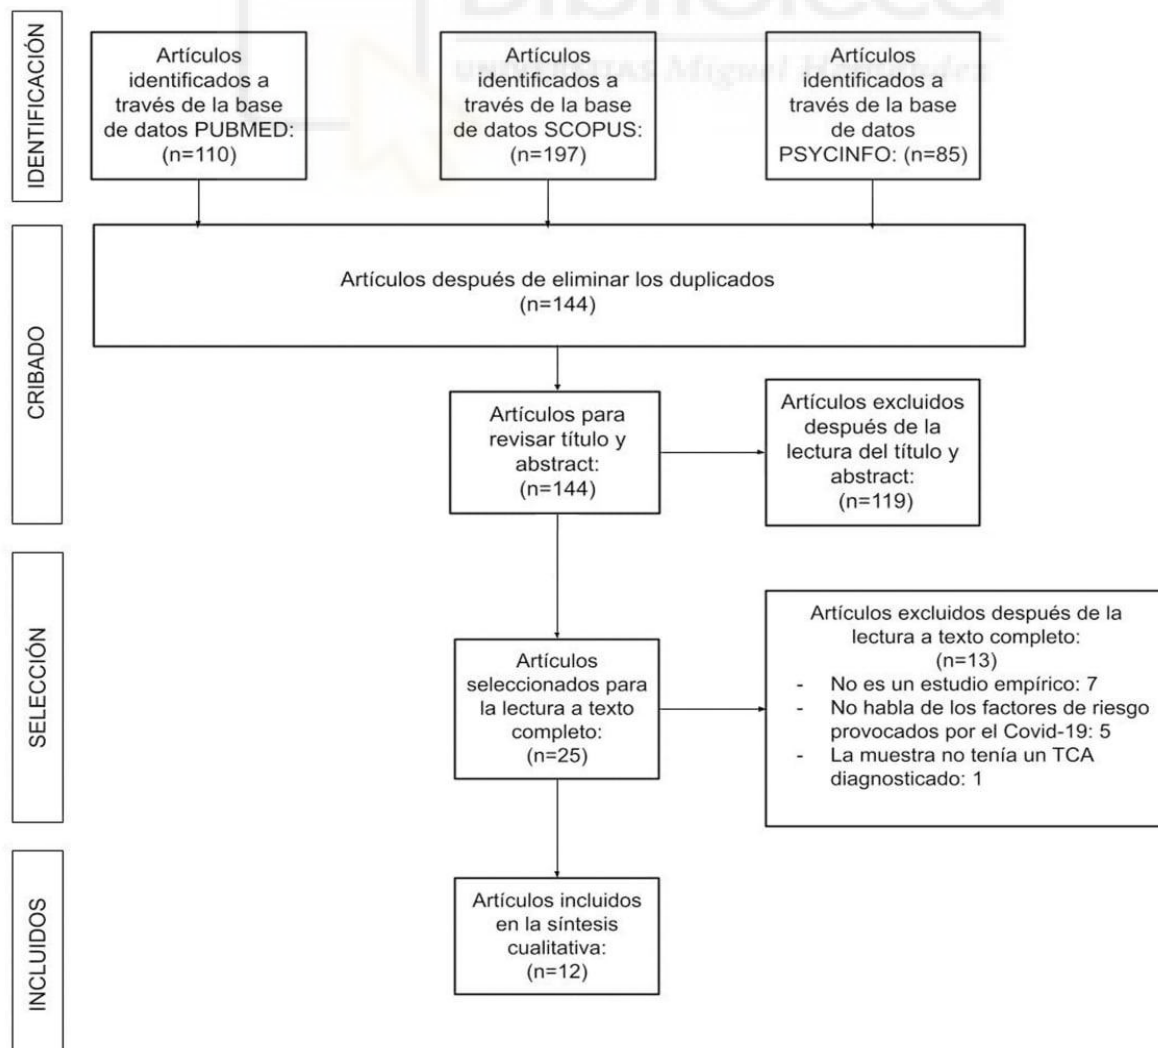 Biblioteca
UNIVERSITAS Miguel Hernández
IDENTIFICACIÓN
Artículos
identificados a
través de la base
de datos PUBMED:
(n=110)
Artículos
identificados a
través de la base
de datos SCOPUS:
(n=197)
Artículos
identificados a
través de la base
de datos
PSYCINFO: (n=85)
CRIBADO
Artículos después de eliminar los duplicados
(n=144)
Artículos para
revisar título y
abstract:
(n=144)
Artículos excluidos
después de la
lectura del título y
abstract:
(n=119)
SELECCIÓN
Artículos
seleccionados para
la lectura a texto
completo:
(n=25)
Artículos excluidos después de la
lectura a texto completo:
(n=13)
- No es un estudio empírico: 7
- No habla de los factores de riesgo
provocados por el Covid-19: 5
- La muestra no tenía un TCA
diagnosticado: 1
INCLUIDOS
Artículos incluidos
en la síntesis
cualitativa:
(n=12)